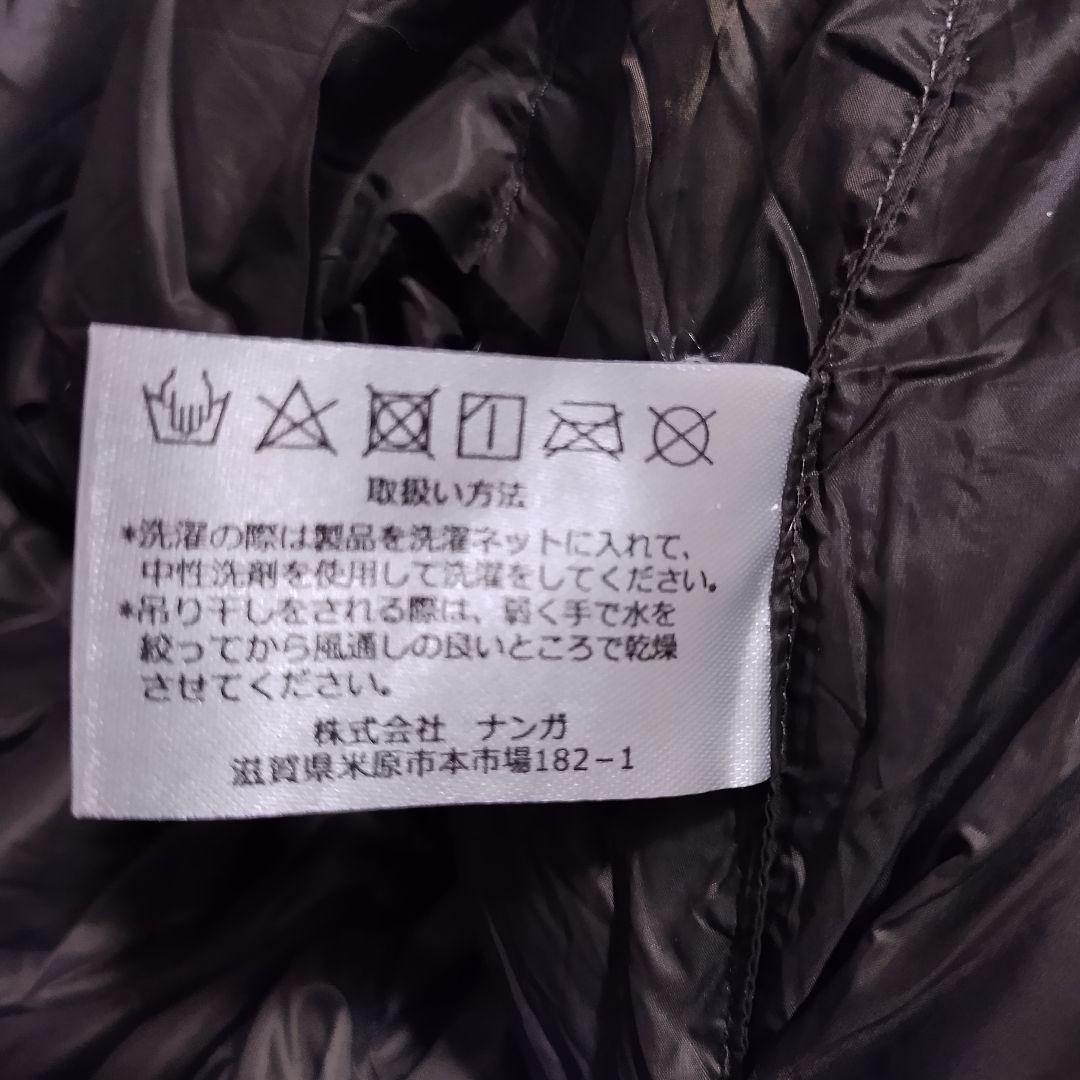 取扱い方法
*洗濯の際は製品を洗濯ネットに入れて、
中性洗剤を使用して洗濯をしてください。
*吊り干しをされる際は、弱く手で水を
絞ってから風通しの良いところで乾燥
させてください。
株式会社 ナンガ
滋賀県米原市本市場182-1